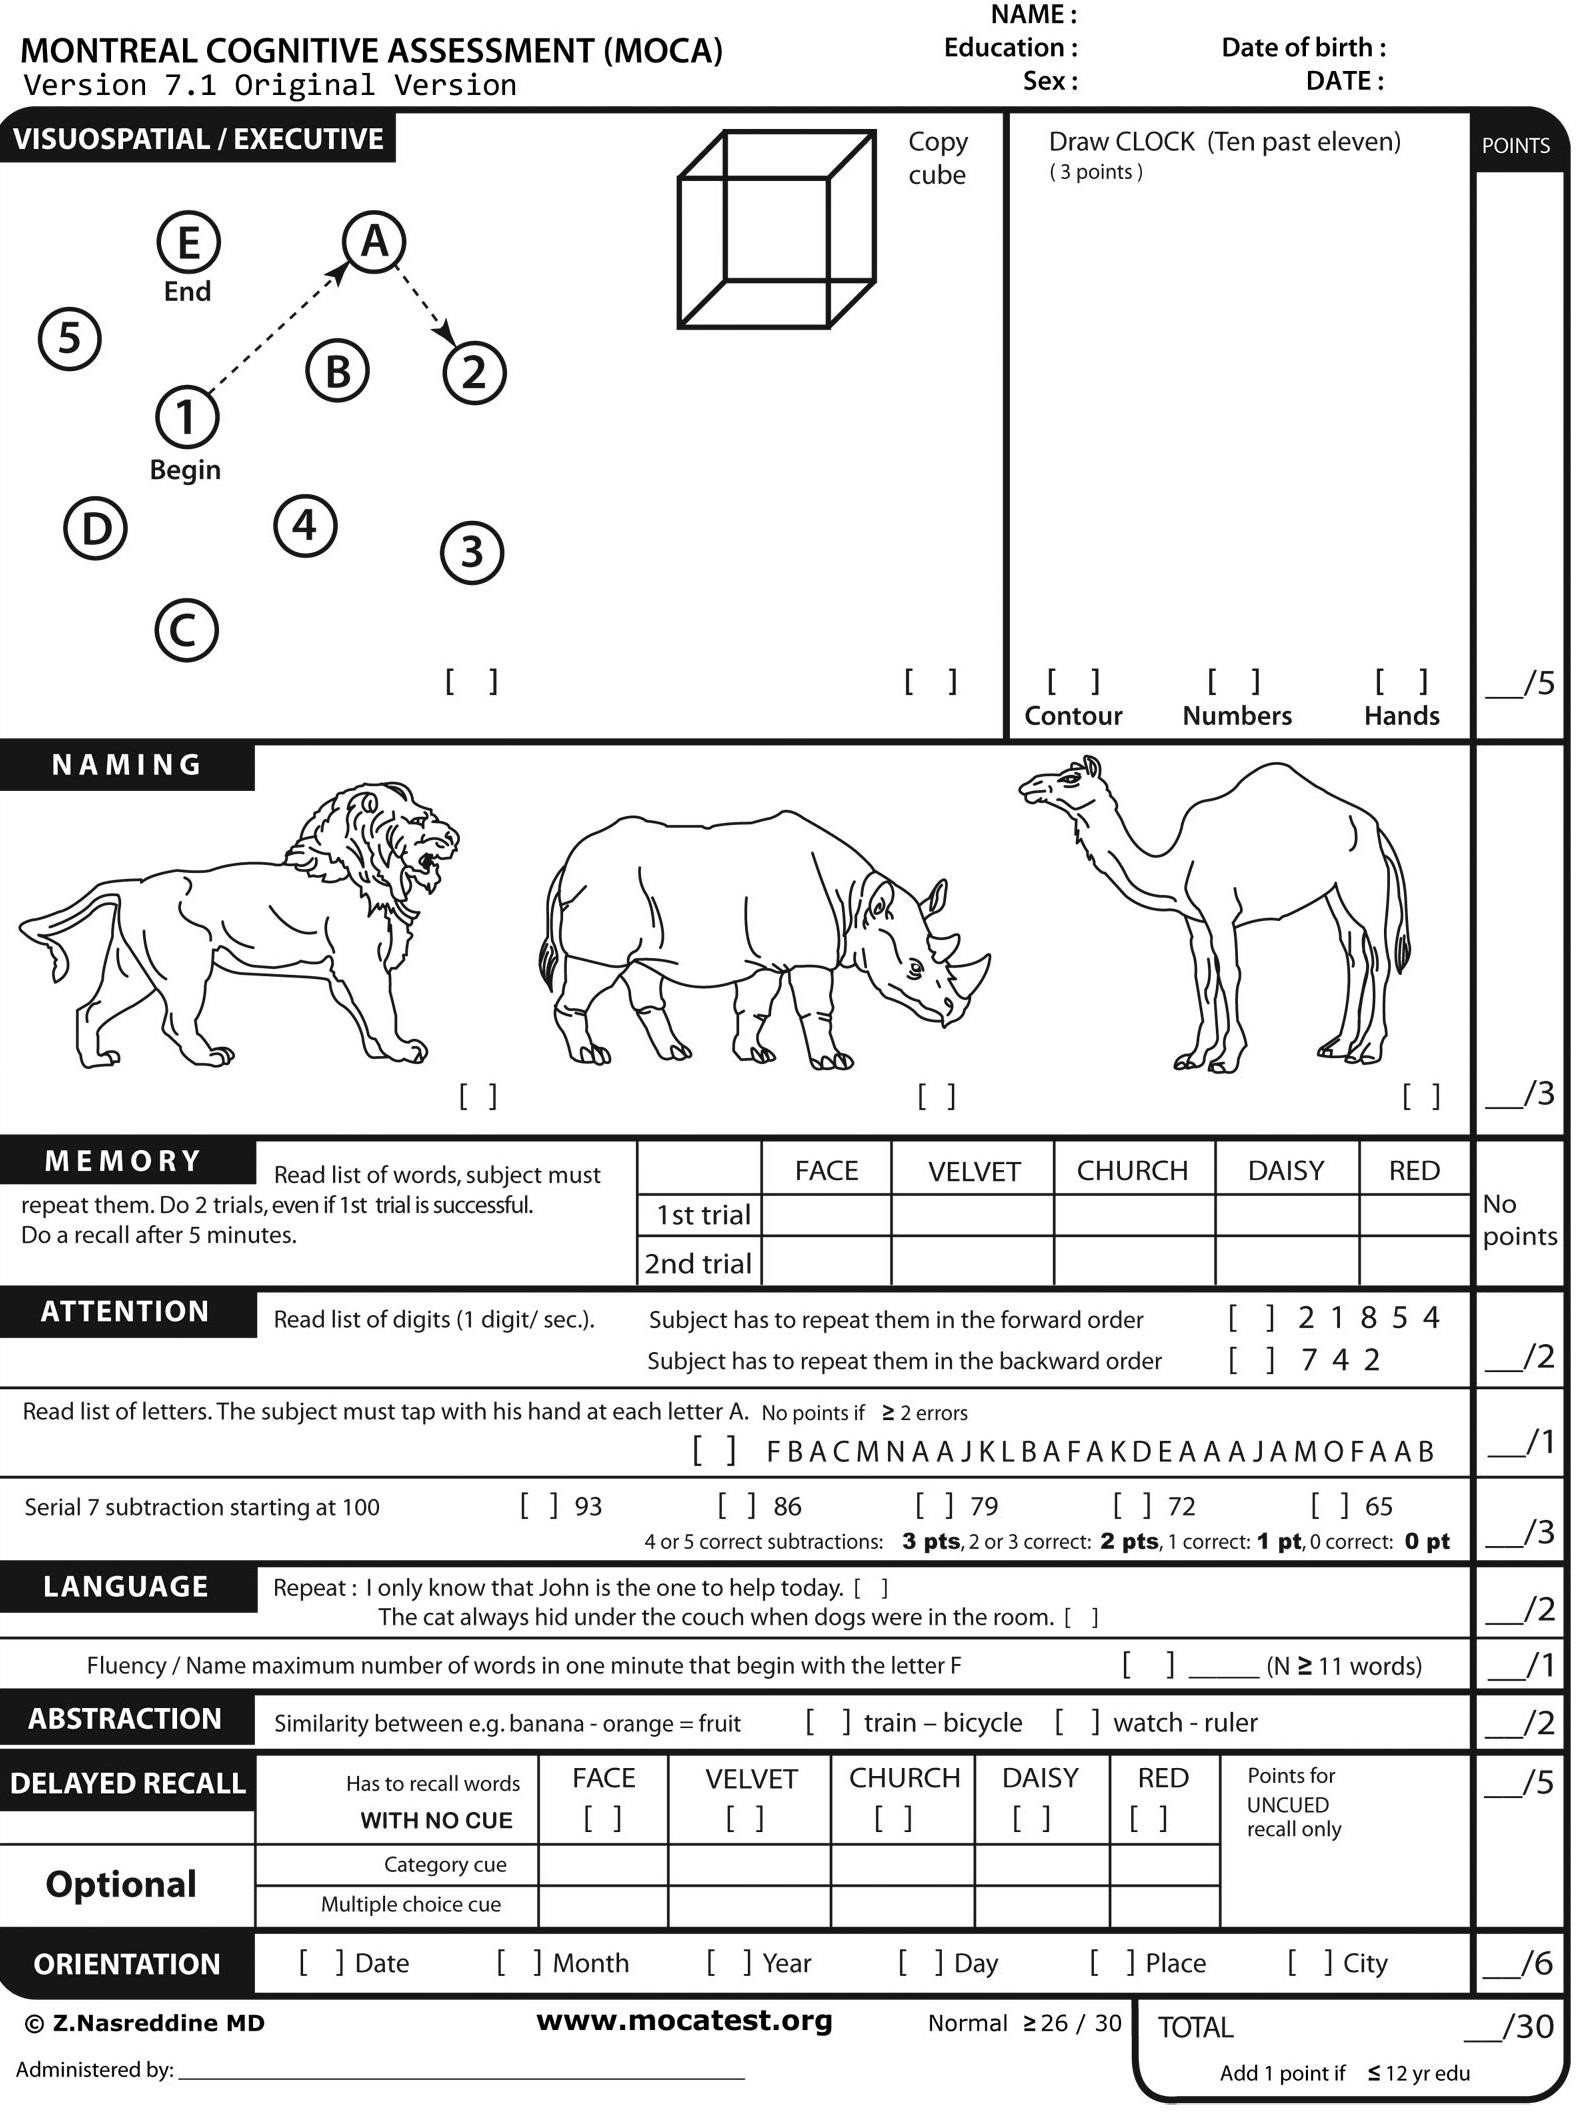 NAME :
MONTREAL COGNITIVE ASSESSMENT (MOCA)
Education :    Date of birth :
Version 7.1 Original Version
Sex :    DATE :
VISUOSPATIAL / EXECUTIVE
Copy cube
Draw CLOCK (Ten past eleven)
( 3 points )
POINTS
E
End
A
5
B
2
1
Begin
D
4
3
C
[ ]    [ ]    [ ]    [ ]    [ ]    __/5
Contour    Numbers    Hands
NAMING
[ ]    [ ]    [ ]    __/3
MEMORY
Read list of words, subject must
repeat them. Do 2 trials, even if 1st trial is successful.
Do a recall after 5 minutes.
FACE    VELVET    CHURCH    DAISY    RED
1st trial
2nd trial
No points
ATTENTION
Read list of digits (1 digit/ sec.).    Subject has to repeat them in the forward order    [ ] 2 1 8 5 4
Subject has to repeat them in the backward order    [ ] 7 4 2    __/2
Read list of letters. The subject must tap with his hand at each letter A. No points if ≥ 2 errors
[ ] F B A C M N A A J K L B A F A K D E A A A J A M O F A A B    __/1
Serial 7 subtraction starting at 100    [ ] 93    [ ] 86    [ ] 79    [ ] 72    [ ] 65
4 or 5 correct subtractions: 3 pts, 2 or 3 correct: 2 pts, 1 correct: 1 pt, 0 correct: 0 pt    __/3
LANGUAGE
Repeat : I only know that John is the one to help today. [ ]
The cat always hid under the couch when dogs were in the room. [ ]    __/2
Fluency / Name maximum number of words in one minute that begin with the letter F    [ ] _____ (N ≥ 11 words)    __/1
ABSTRACTION
Similarity between e.g. banana - orange = fruit    [ ] train – bicycle    [ ] watch - ruler    __/2
DELAYED RECALL
Has to recall words
WITH NO CUE
FACE    VELVET    CHURCH    DAISY    RED
[ ]    [ ]    [ ]    [ ]    [ ]
Points for
UNCUED
recall only
__/5
Optional
Category cue
Multiple choice cue
ORIENTATION    [ ] Date    [ ] Month    [ ] Year    [ ] Day    [ ] Place    [ ] City    __/6
© Z.Nasreddine MD    www.mocatest.org    Normal ≥ 26 / 30    TOTAL    __/30
Administered by: ____________________    Add 1 point if ≤ 12 yr edu